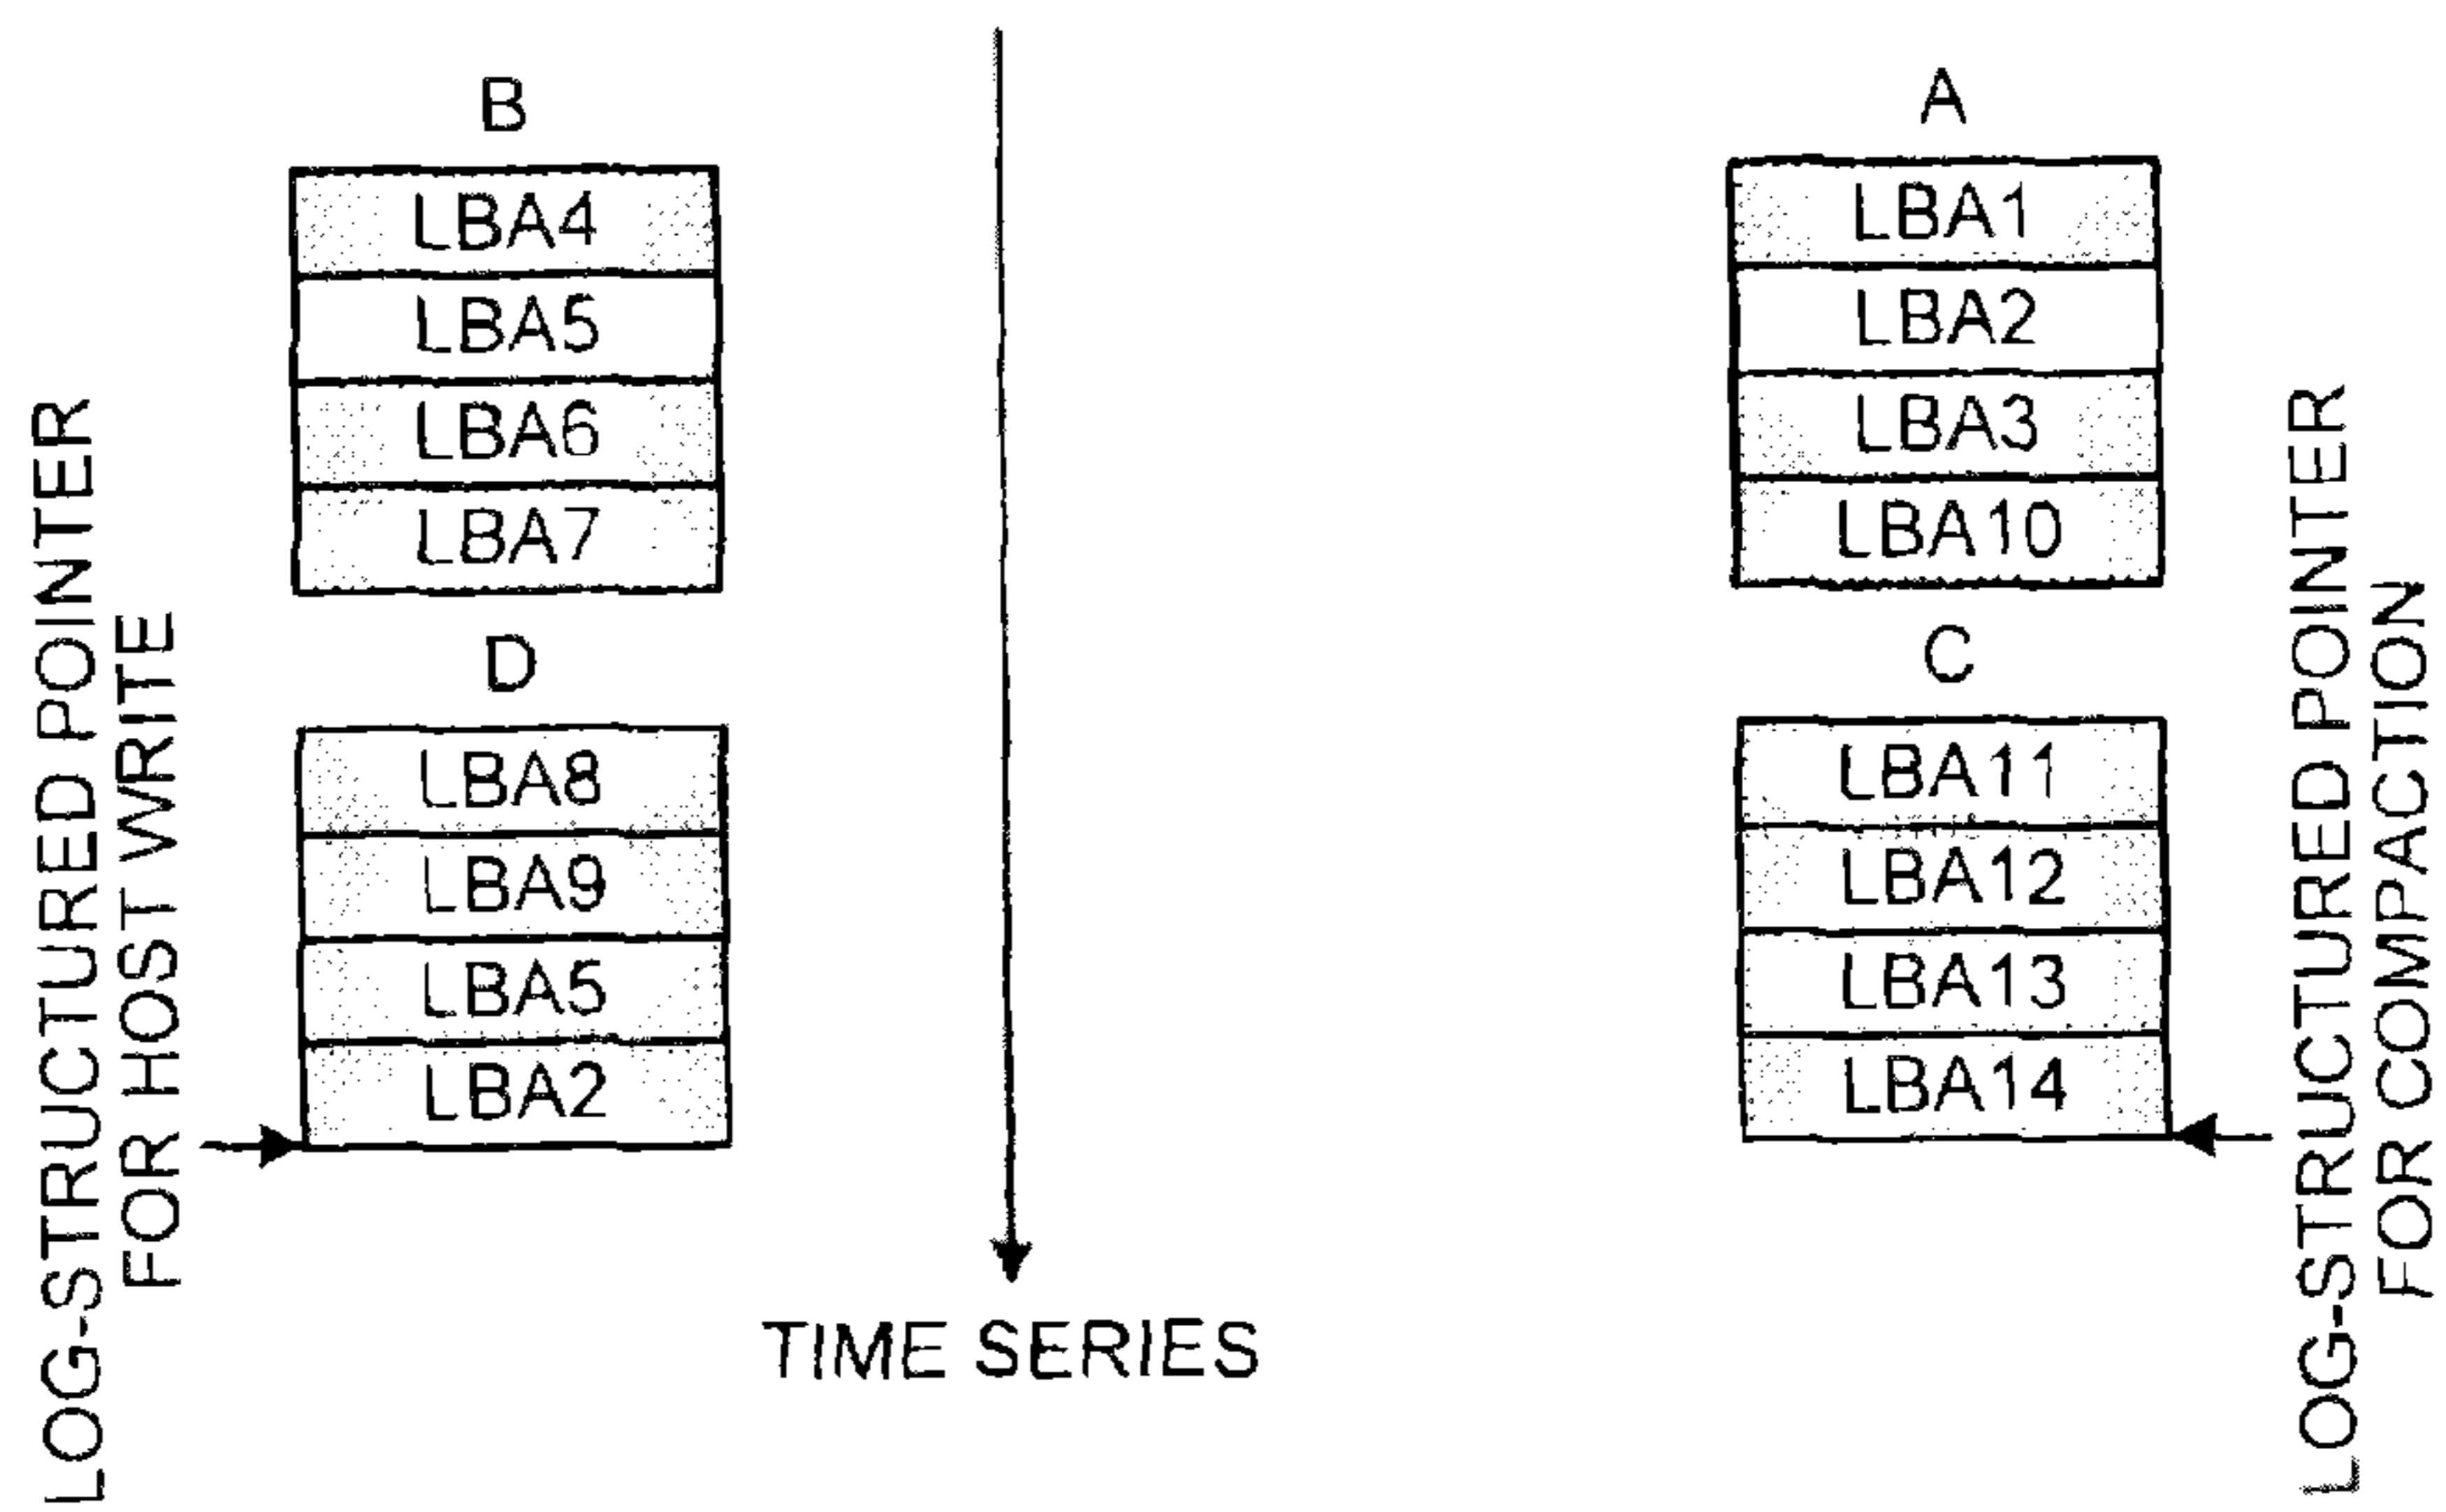 LOG-STRUCTURED POINTER
FOR HOST WRITE
B
LBA4
LBA5
LBA6
LBA7
D
LBA8
LBA9
LBA5
LBA2
TIME SERIES
A
LBA1
LBA2
LBA3
LBA10
C
LBA11
LBA12
LBA13
LBA14
LOG-STRUCTURED POINTER
FOR COMPACTION